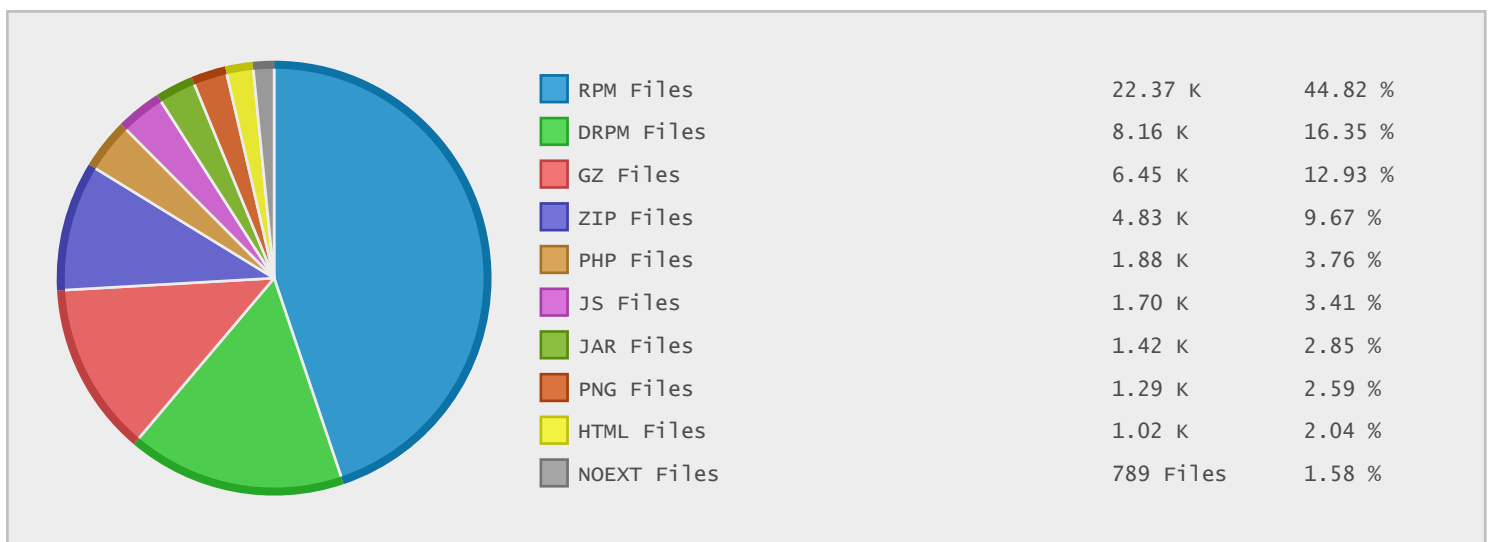 RPM Files 22.37 K 44.82 %
DRPM Files 8.16 K 16.35 %
GZ Files 6.45 K 12.93 %
ZIP Files 4.83 K 9.67 %
PHP Files 1.88 K 3.76 %
JS Files 1.70 K 3.41 %
JAR Files 1.42 K 2.85 %
PNG Files 1.29 K 2.59 %
HTML Files 1.02 K 2.04 %
NOEXT Files 789 Files 1.58 %